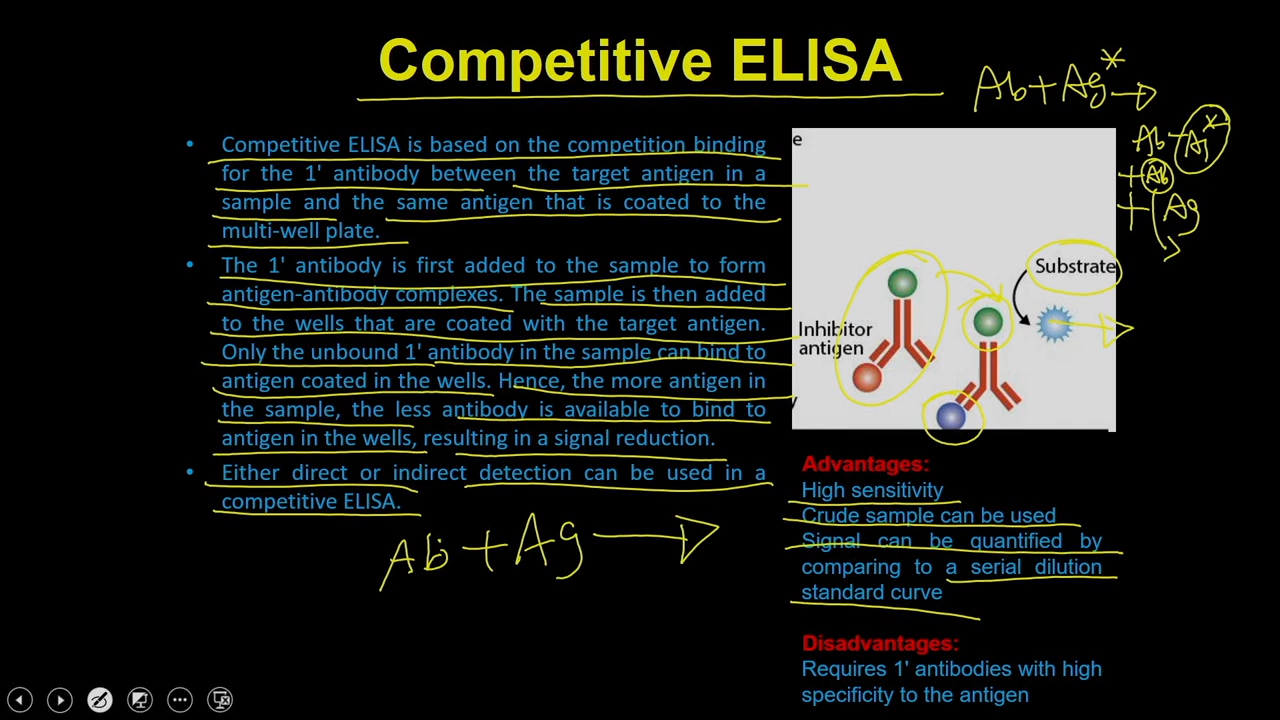 Competitive ELISA
• Competitive ELISA is based on the competition binding
for the 1' antibody between the target antigen in a
sample and the same antigen that is coated to the
multi-well plate.
• The 1' antibody is first added to the sample to form
antigen-antibody complexes. The sample is then added
to the wells that are coated with the target antigen.
Only the unbound 1' antibody in the sample can bind to
antigen coated in the wells. Hence, the more antigen in
the sample, the less antibody is available to bind to
antigen in the wells, resulting in a signal reduction.
• Either direct or indirect detection can be used in a
competitive ELISA.
Ab + Ag
Ab + Ag*
Ab - Ag*
+ Ab
+ Ag
e
Substrate
Inhibitor
antigen
Advantages:
High sensitivity
Crude sample can be used
Signal can be quantified by
comparing to a serial dilution
standard curve
Disadvantages:
Requires 1' antibodies with high
specificity to the antigen